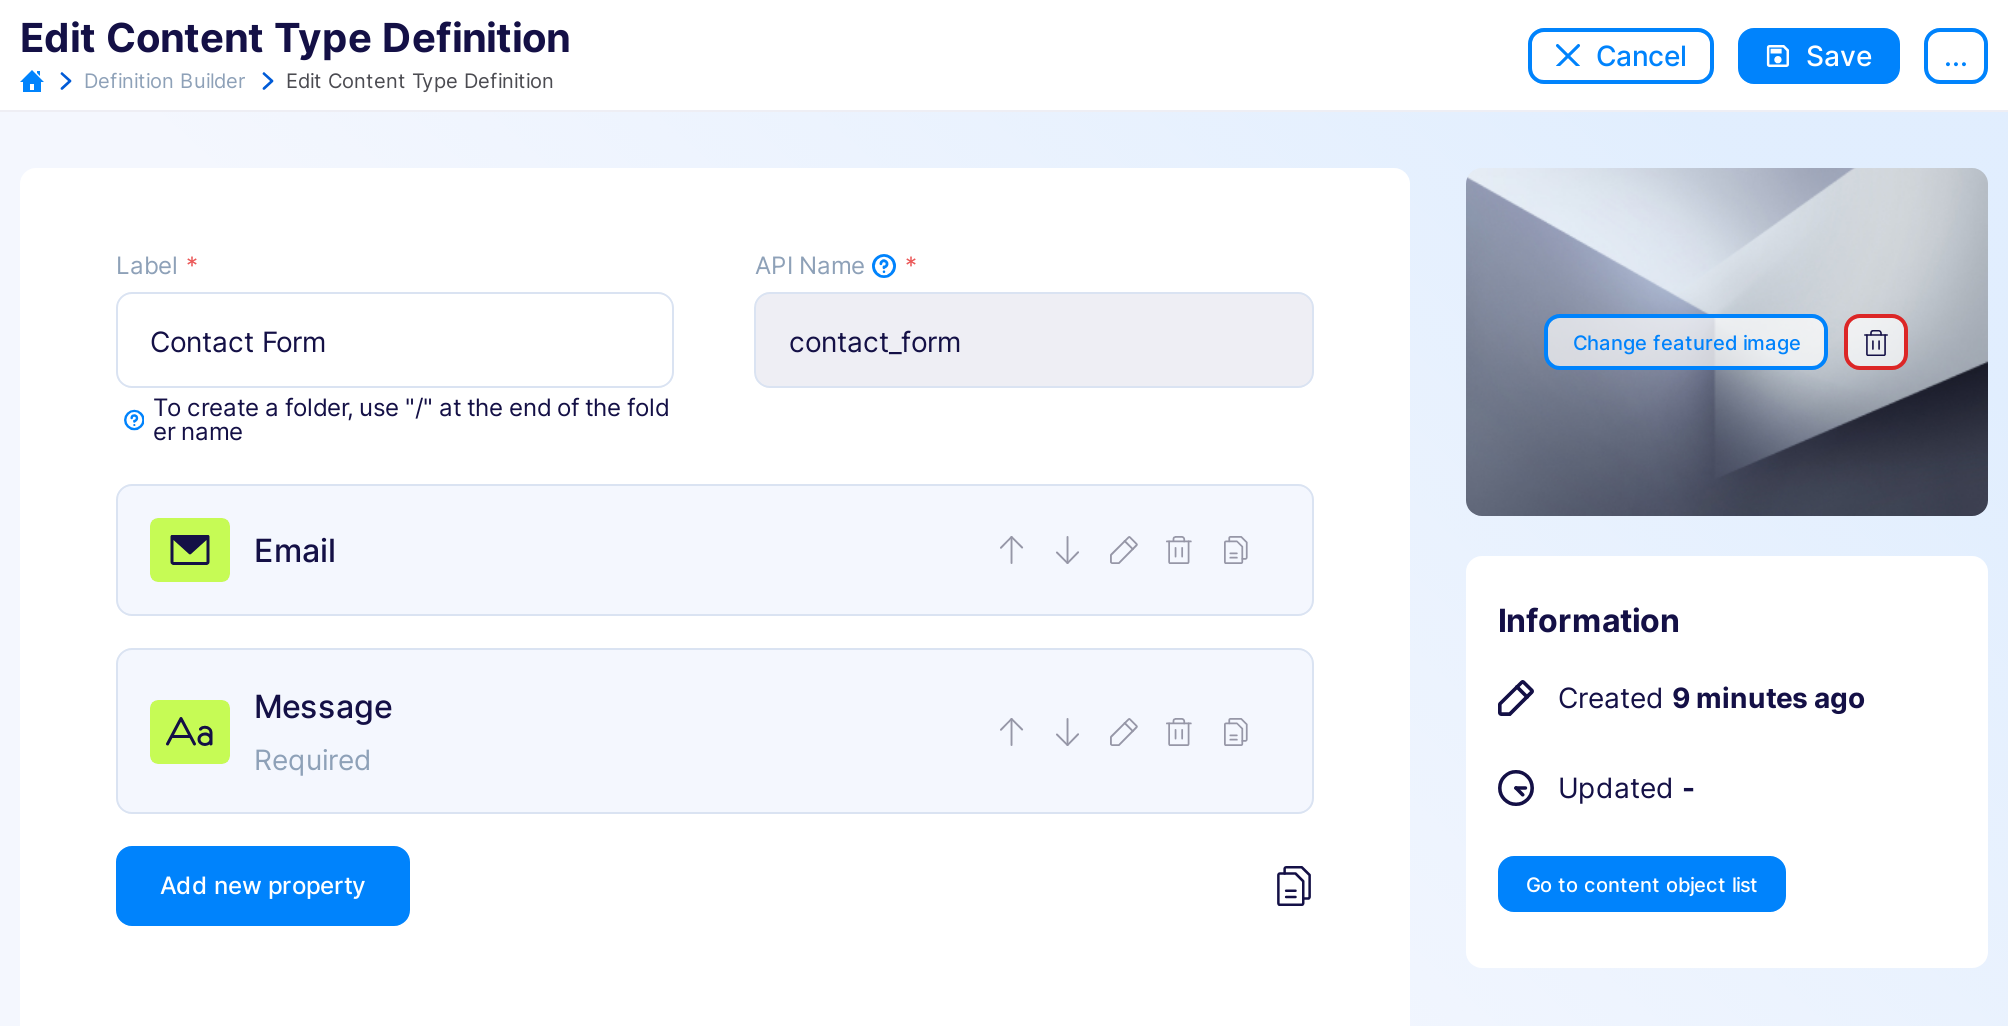 Edit Content Type Definition
Definition Builder
Edit Content Type Definition
Cancel
Save
...
Label *
API Name *
Contact Form
contact_form
To create a folder, use "/" at the end of the fold
er name
Email
Message
Required
Aa
Add new property
Change featured image
Information
Created 9 minutes ago
Updated -
Go to content object list